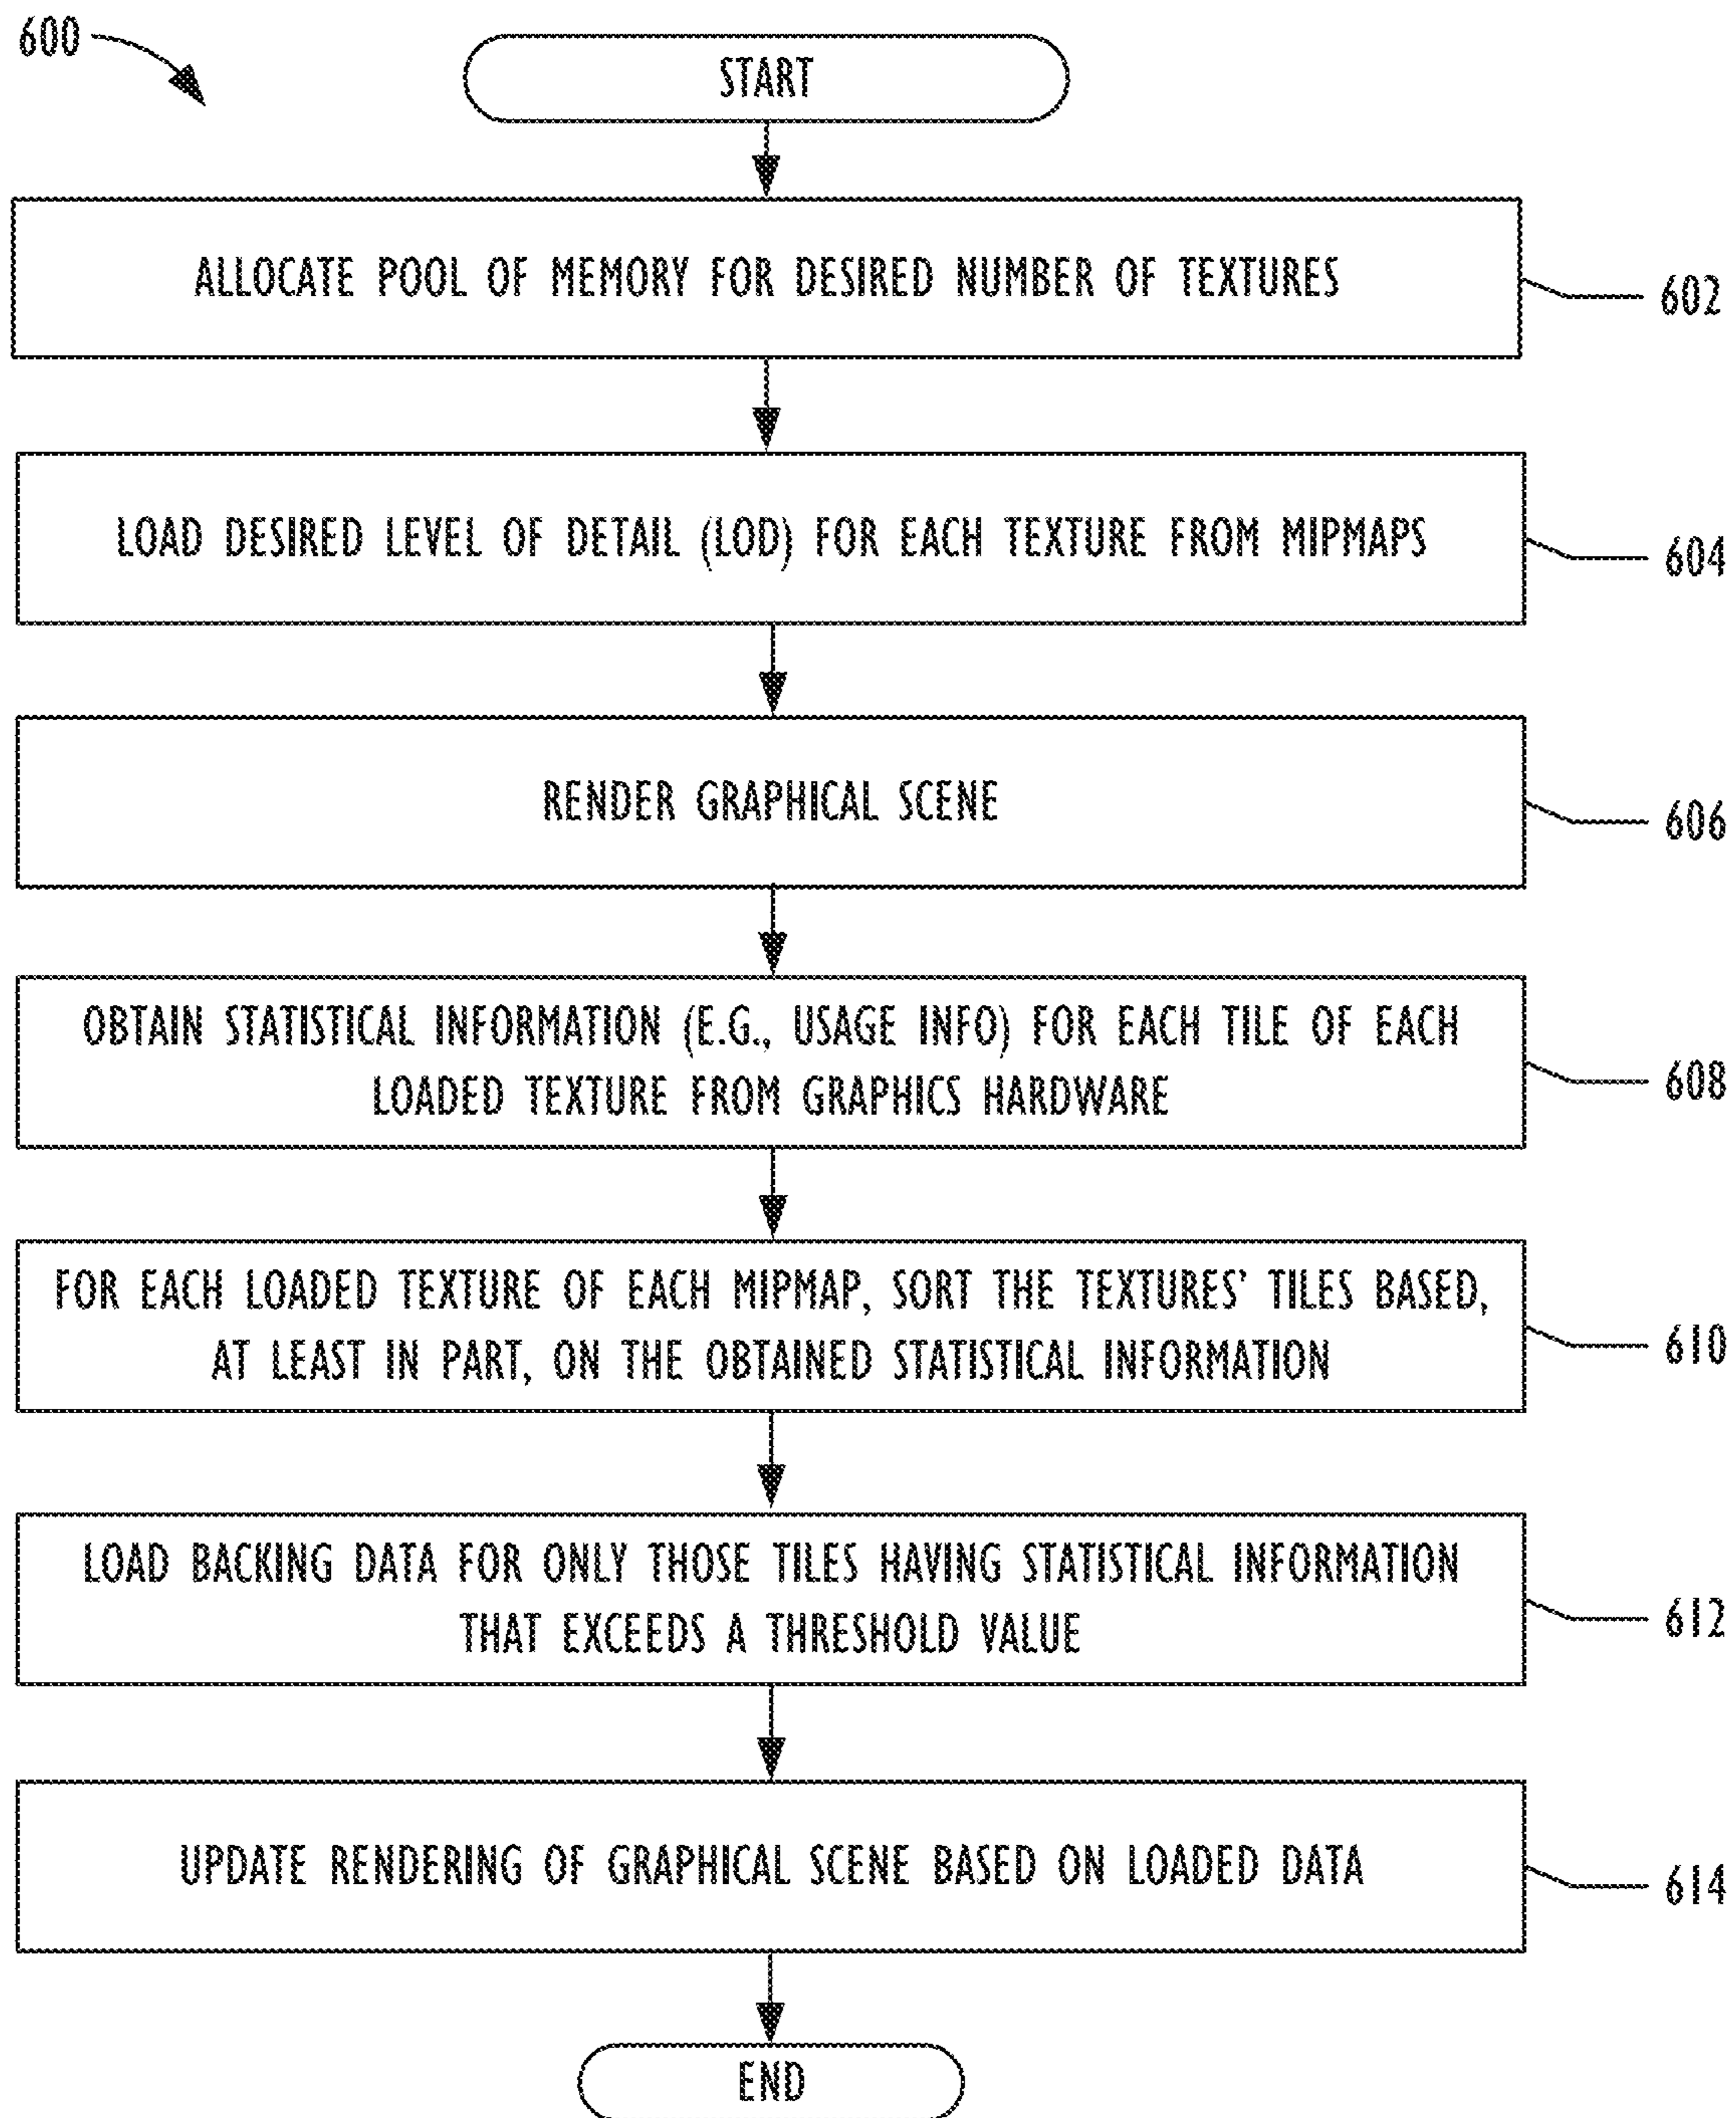 600
START
ALLOCATE POOL OF MEMORY FOR DESIRED NUMBER OF TEXTURES
602
LOAD DESIRED LEVEL OF DETAIL (LOD) FOR EACH TEXTURE FROM MIPMAPS
604
RENDER GRAPHICAL SCENE
606
OBTAIN STATISTICAL INFORMATION (E.G., USAGE INFO) FOR EACH TILE OF EACH
LOADED TEXTURE FROM GRAPHICS HARDWARE
608
FOR EACH LOADED TEXTURE OF EACH MIPMAP, SORT THE TEXTURES' TILES BASED,
AT LEAST IN PART, ON THE OBTAINED STATISTICAL INFORMATION
610
LOAD BACKING DATA FOR ONLY THOSE TILES HAVING STATISTICAL INFORMATION
THAT EXCEEDS A THRESHOLD VALUE
612
UPDATE RENDERING OF GRAPHICAL SCENE BASED ON LOADED DATA
614
END